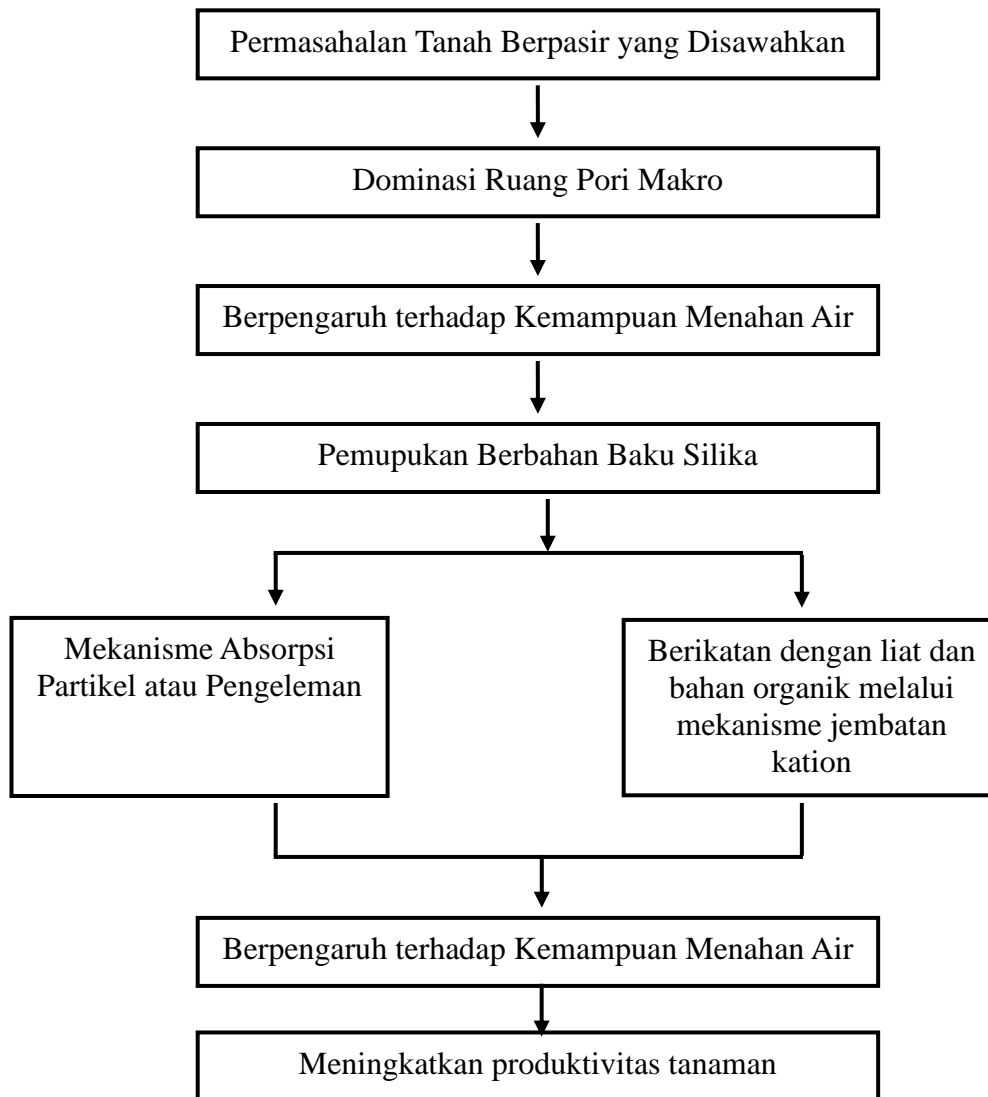 Permasahalan Tanah Berpasir yang Disawahkan
Dominasi Ruang Pori Makro
Berpengaruh terhadap Kemampuan Menahan Air
Pemupukan Berbahan Baku Silika
Mekanisme Absorpsi
Partikel atau Pengeleman
Berikatan dengan liat dan
bahan organik melalui
mekanisme jembatan
kation
Berpengaruh terhadap Kemampuan Menahan Air
Meningkatkan produktivitas tanaman